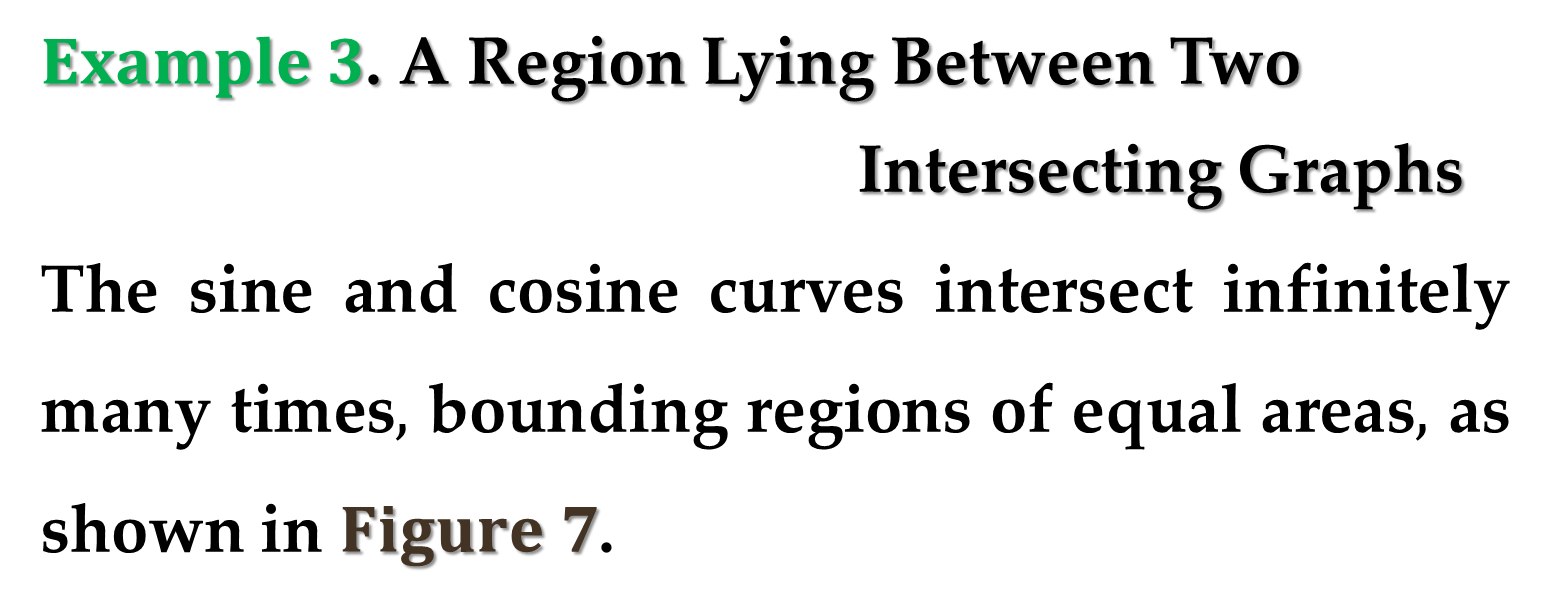 Example 3. A Region Lying Between Two
Intersecting Graphs
The sine and cosine curves intersect infinitely
many times, bounding regions of equal areas, as
shown in Figure 7.